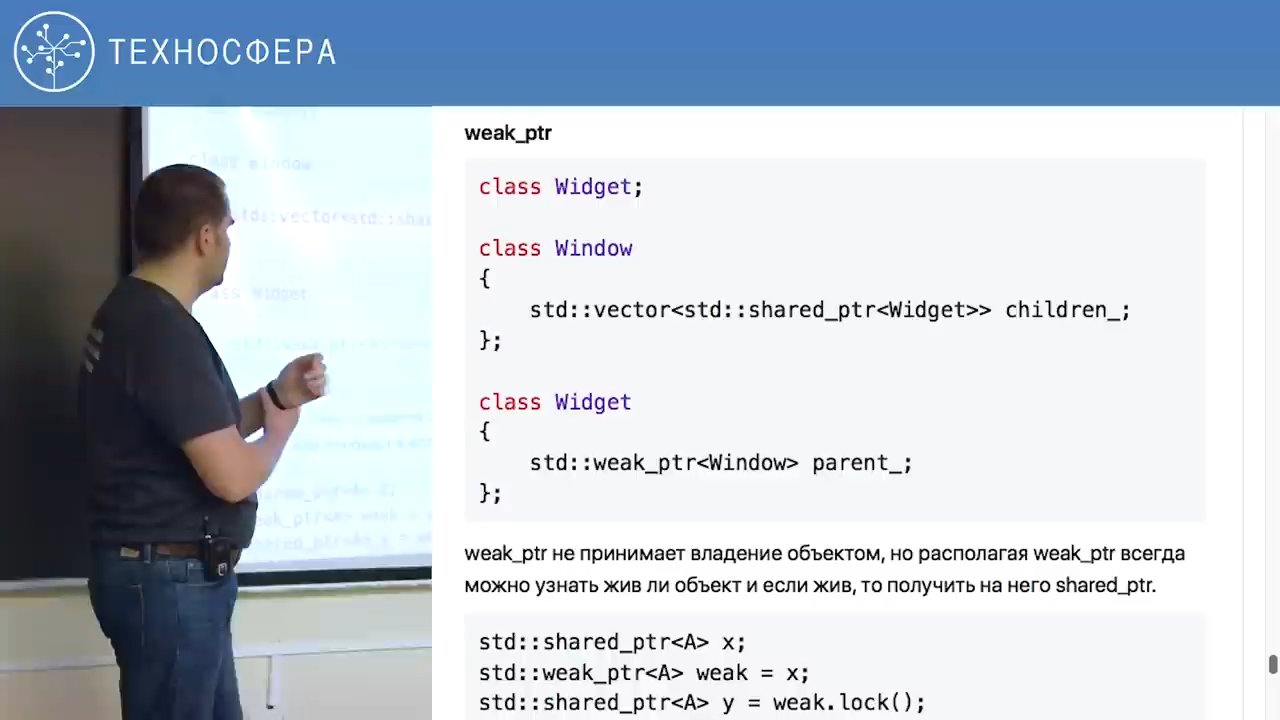 ТЕХНОСФЕРА
weak_ptr
class Widget;
class Window
{
std::vector<std::shared_ptr<Widget>> children_;
};
class Widget
{
std::weak_ptr<Window> parent_;
};
weak_ptr не принимает владение объектом, но располагая weak_ptr всегда
можно узнать жив ли объект и если жив, то получить на него shared_ptr.
std::shared_ptr<A> x;
std::weak_ptr<A> weak = x;
std::shared_ptr<A> y = weak.lock();